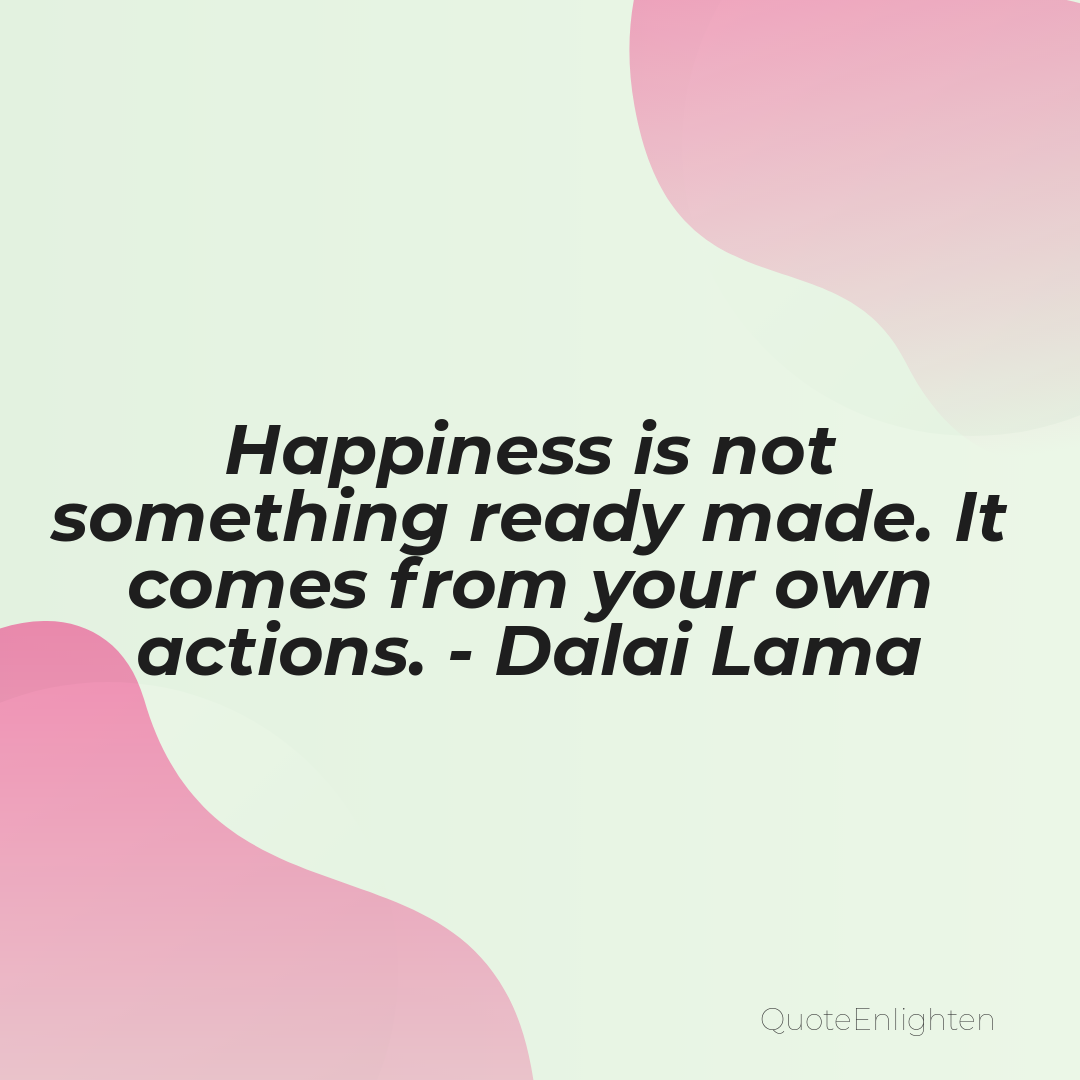 Happiness is not
something ready made. It
comes from your own
actions. - Dalai Lama
QuoteEnlighten